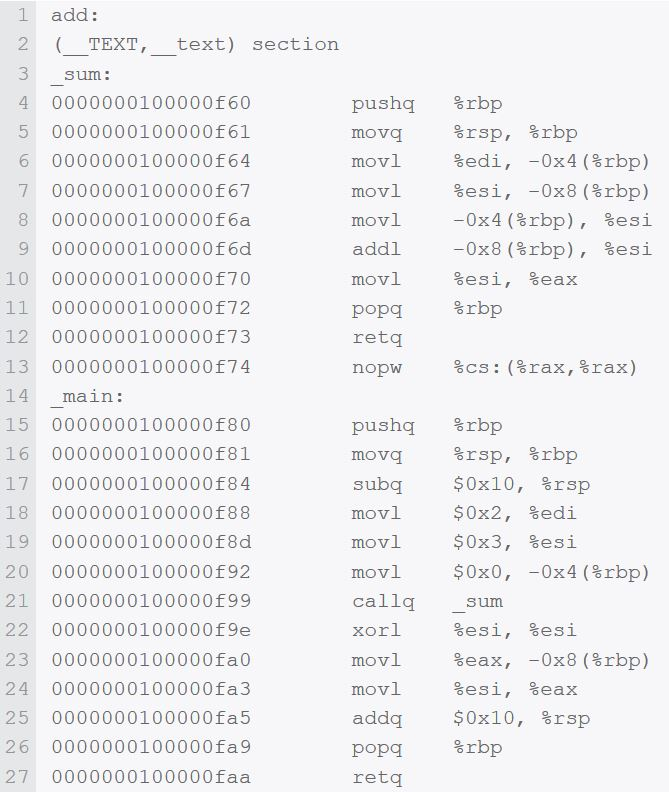 1 add:
2 (__TEXT,__text) section
3 _sum:
4 0000000100000f60 pushq %rbp
5 0000000100000f61 movq %rsp, %rbp
6 0000000100000f64 movl %edi, -0x4(%rbp)
7 0000000100000f67 movl %esi, -0x8(%rbp)
8 0000000100000f6a movl -0x4(%rbp), %esi
9 0000000100000f6d addl -0x8(%rbp), %esi
10 0000000100000f70 movl %esi, %eax
11 0000000100000f72 popq %rbp
12 0000000100000f73 retq
13 0000000100000f74 nopw %cs:(%rax,%rax)
14 _main:
15 0000000100000f80 pushq %rbp
16 0000000100000f81 movq %rsp, %rbp
17 0000000100000f84 subq $0x10, %rsp
18 0000000100000f88 movl $0x2, %edi
19 0000000100000f8d movl $0x3, %esi
20 0000000100000f92 movl $0x0, -0x4(%rbp)
21 0000000100000f99 callq _sum
22 0000000100000f9e xorl %esi, %esi
23 0000000100000fa0 movl %eax, -0x8(%rbp)
24 0000000100000fa3 movl %esi, %eax
25 0000000100000fa5 addq $0x10, %rsp
26 0000000100000fa9 popq %rbp
27 0000000100000faa retq